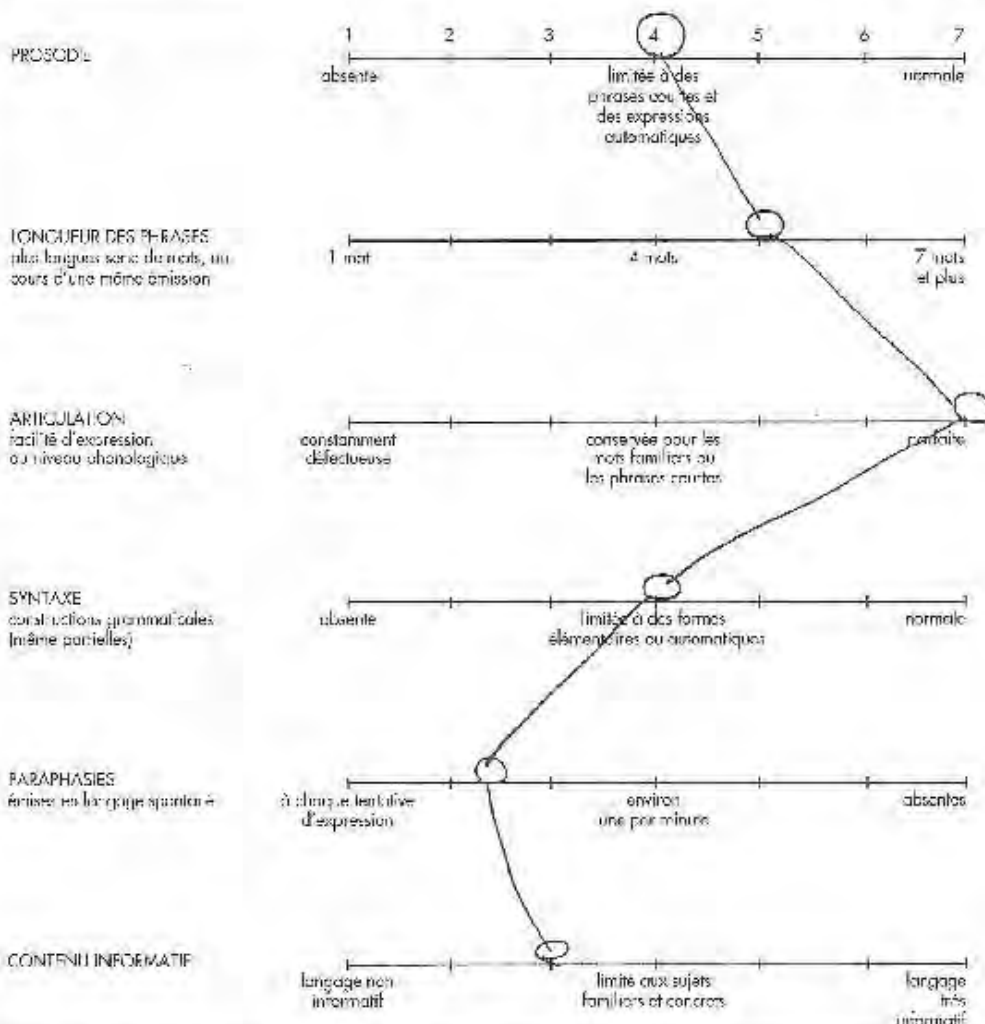 1 2 3 4 5 6 7
PROSODIE
absente limitée à des phrases courtes et des expressions automatiques normale
LONGUEUR DES PHRASES
plus longues série de mots, au
cours d'une même émission
1 mot 4 mots 7 mots et plus
ARTICULATION
facilité d'expression
au niveau phonologique
constamment défectueuse conservée pour les mots familiers ou les phrases courtes parfaite
SYNTAXE
constructions grammaticales
(même partielles)
absente limitée à des formes élémentaires ou automatiques normale
PARAPHASIES
émises en langage spontané
à chaque tentative d'expression environ une par minute absentes
CONTENU INFORMATIF
langage non informatif limité aux sujets familiers et concrets langage très informatif